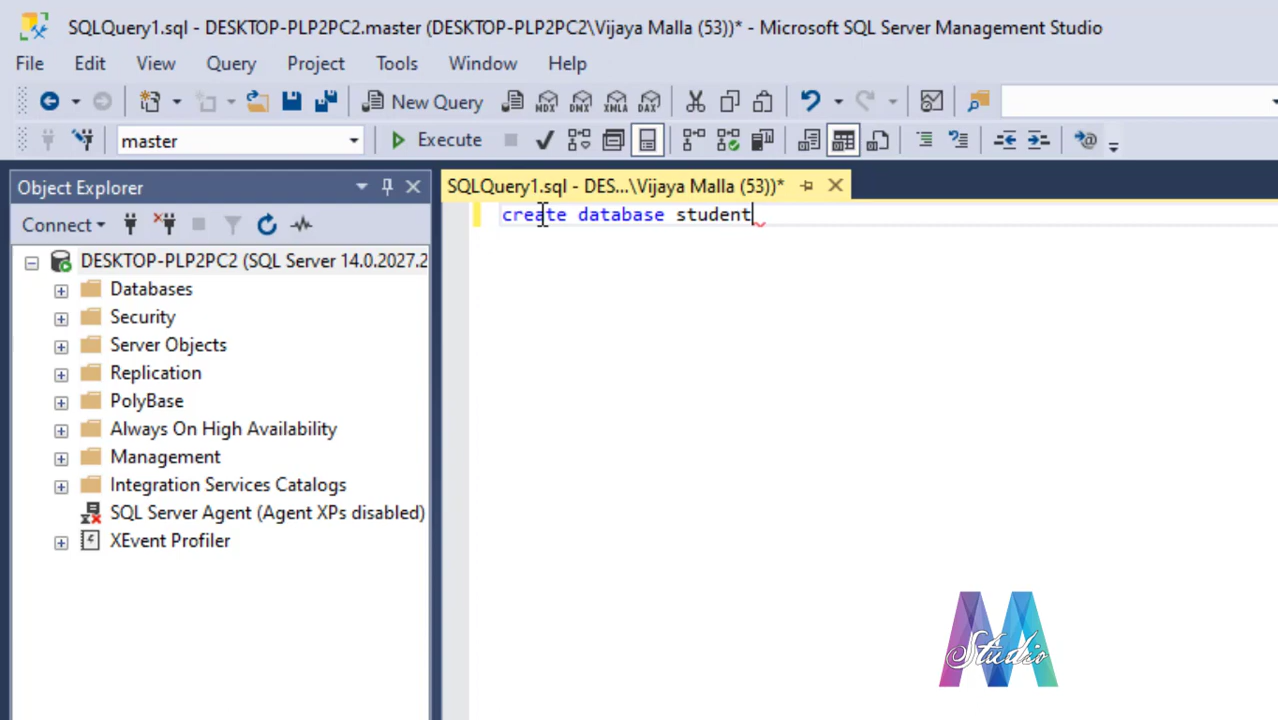 SQLQuery1.sql - DESKTOP-PLP2PC2.master (DESKTOP-PLP2PC2\Vijaya Malla (53))* - Microsoft SQL Server Management Studio
File Edit View Query Project Tools Window Help
New Query MDX DMX XMLA DAX
master Execute
Object Explorer
SQLQuery1.sql - DES...\Vijaya Malla (53))*
Connect
create database student
DESKTOP-PLP2PC2 (SQL Server 14.0.2027.2
Databases
Security
Server Objects
Replication
PolyBase
Always On High Availability
Management
Integration Services Catalogs
SQL Server Agent (Agent XPs disabled)
XEvent Profiler
M
Studio